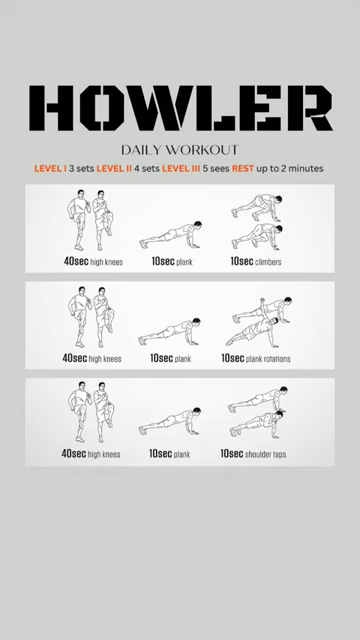 HOWLER
DAILY WORKOUT
LEVEL I 3 sets LEVEL II 4 sets LEVEL III 5 sees REST up to 2 minutes
40sec high knees 10sec plank 10sec climbers
40sec high knees 10sec plank 10sec plank rotations
40sec high knees 10sec plank 10sec shoulder taps